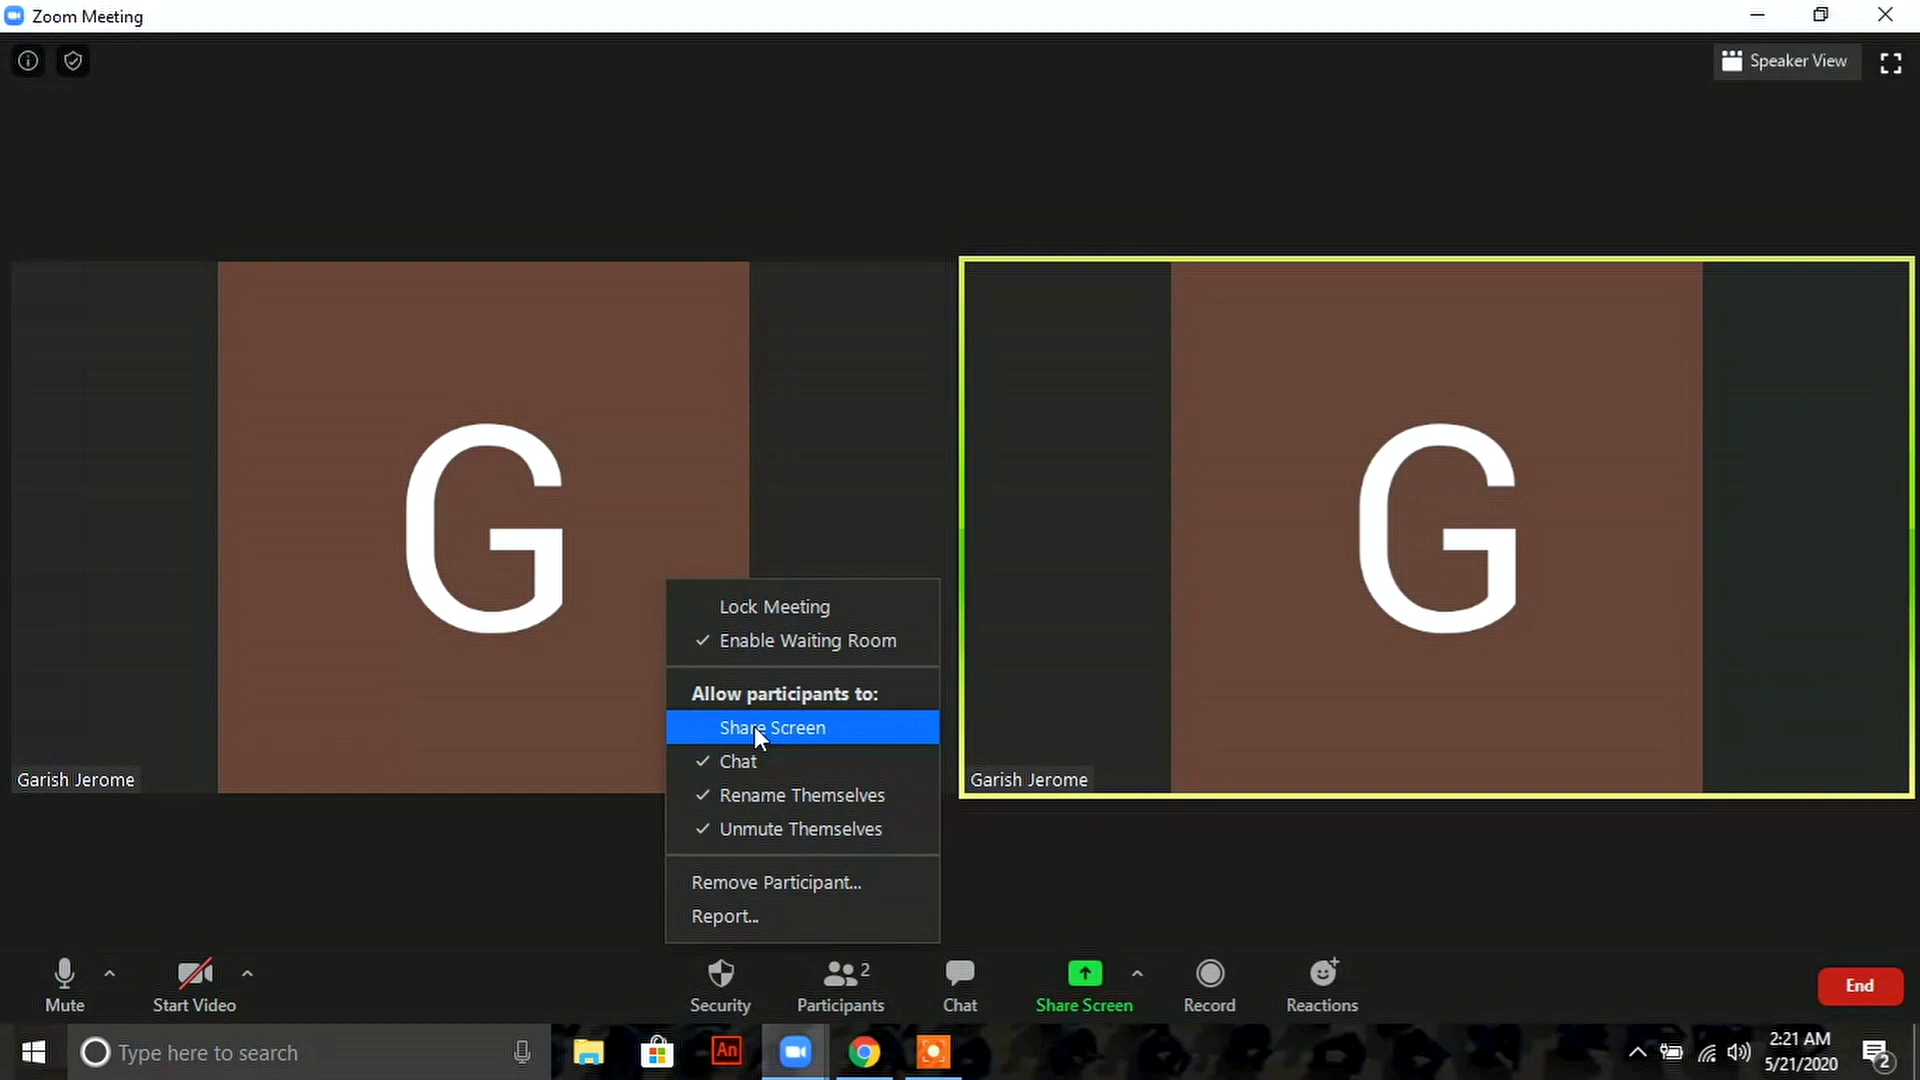 Zoom Meeting
Speaker View
G
G
Garish Jerome
Garish Jerome
Lock Meeting
✓ Enable Waiting Room
Allow participants to:
Share Screen
✓ Chat
✓ Rename Themselves
✓ Unmute Themselves
Remove Participant...
Report...
Mute
Start Video
Security
2
Participants
Chat
Share Screen
Record
Reactions
End
Type here to search
An
2:21 AM
5/21/2020
2